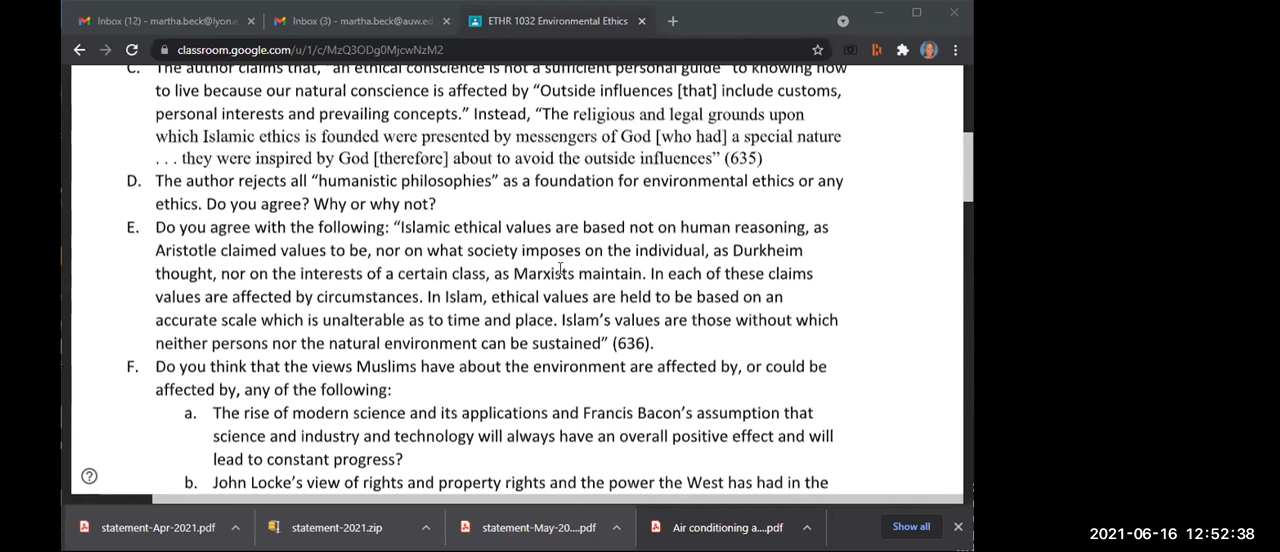 Inbox (12) - martha.beck@lyon.e
Inbox (3) - martha.beck@auw.ed
ETHR 1032 Environmental Ethics
classroom.google.com/u/1/c/MzQ3ODg0MjcwNzM2
C. The author claims that, “an ethical conscience is not a sufficient personal guide” to knowing how
to live because our natural conscience is affected by “Outside influences [that] include customs,
personal interests and prevailing concepts.” Instead, “The religious and legal grounds upon
which Islamic ethics is founded were presented by messengers of God [who had] a special nature
. . . they were inspired by God [therefore] about to avoid the outside influences” (635)
D. The author rejects all “humanistic philosophies” as a foundation for environmental ethics or any
ethics. Do you agree? Why or why not?
E. Do you agree with the following: “Islamic ethical values are based not on human reasoning, as
Aristotle claimed values to be, nor on what society imposes on the individual, as Durkheim
thought, nor on the interests of a certain class, as Marxists maintain. In each of these claims
values are affected by circumstances. In Islam, ethical values are held to be based on an
accurate scale which is unalterable as to time and place. Islam’s values are those without which
neither persons nor the natural environment can be sustained” (636).
F. Do you think that the views Muslims have about the environment are affected by, or could be
affected by, any of the following:
a. The rise of modern science and its applications and Francis Bacon’s assumption that
science and industry and technology will always have an overall positive effect and will
lead to constant progress?
b. John Locke’s view of rights and property rights and the power the West has had in the
statement-Apr-2021.pdf
statement-2021.zip
statement-May-20....pdf
Air conditioning a....pdf
Show all
2021-06-16 12:52:38